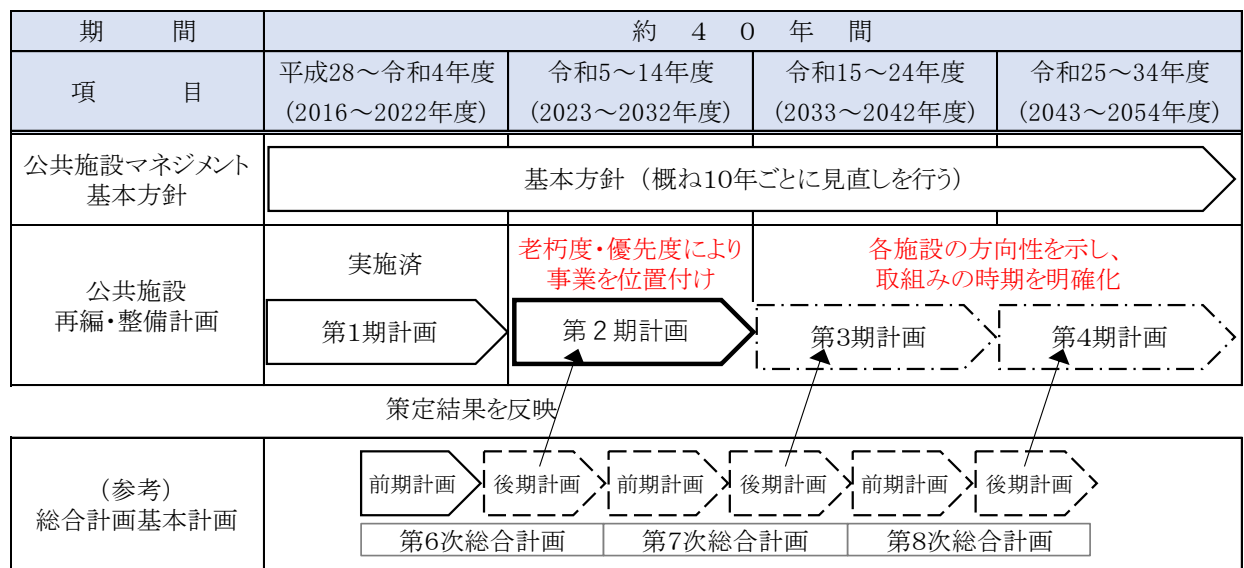 期 間
約 4 0 年 間
項 目
平成28～令和4年度
(2016～2022年度)
令和5～14年度
(2023～2032年度)
令和15～24年度
(2033～2042年度)
令和25～34年度
(2043～2054年度)
公共施設マネジメント
基本方針
基本方針 (概ね10年ごとに見直しを行う)
公共施設
再編・整備計画
実施済
第1期計画
老朽度・優先度により
事業を位置付け
第２期計画
各施設の方向性を示し、
取組みの時期を明確化
第3期計画
第4期計画
策定結果を反映
(参考)
総合計画基本計画
前期計画
後期計画
前期計画
後期計画
前期計画
後期計画
第6次総合計画
第7次総合計画
第8次総合計画